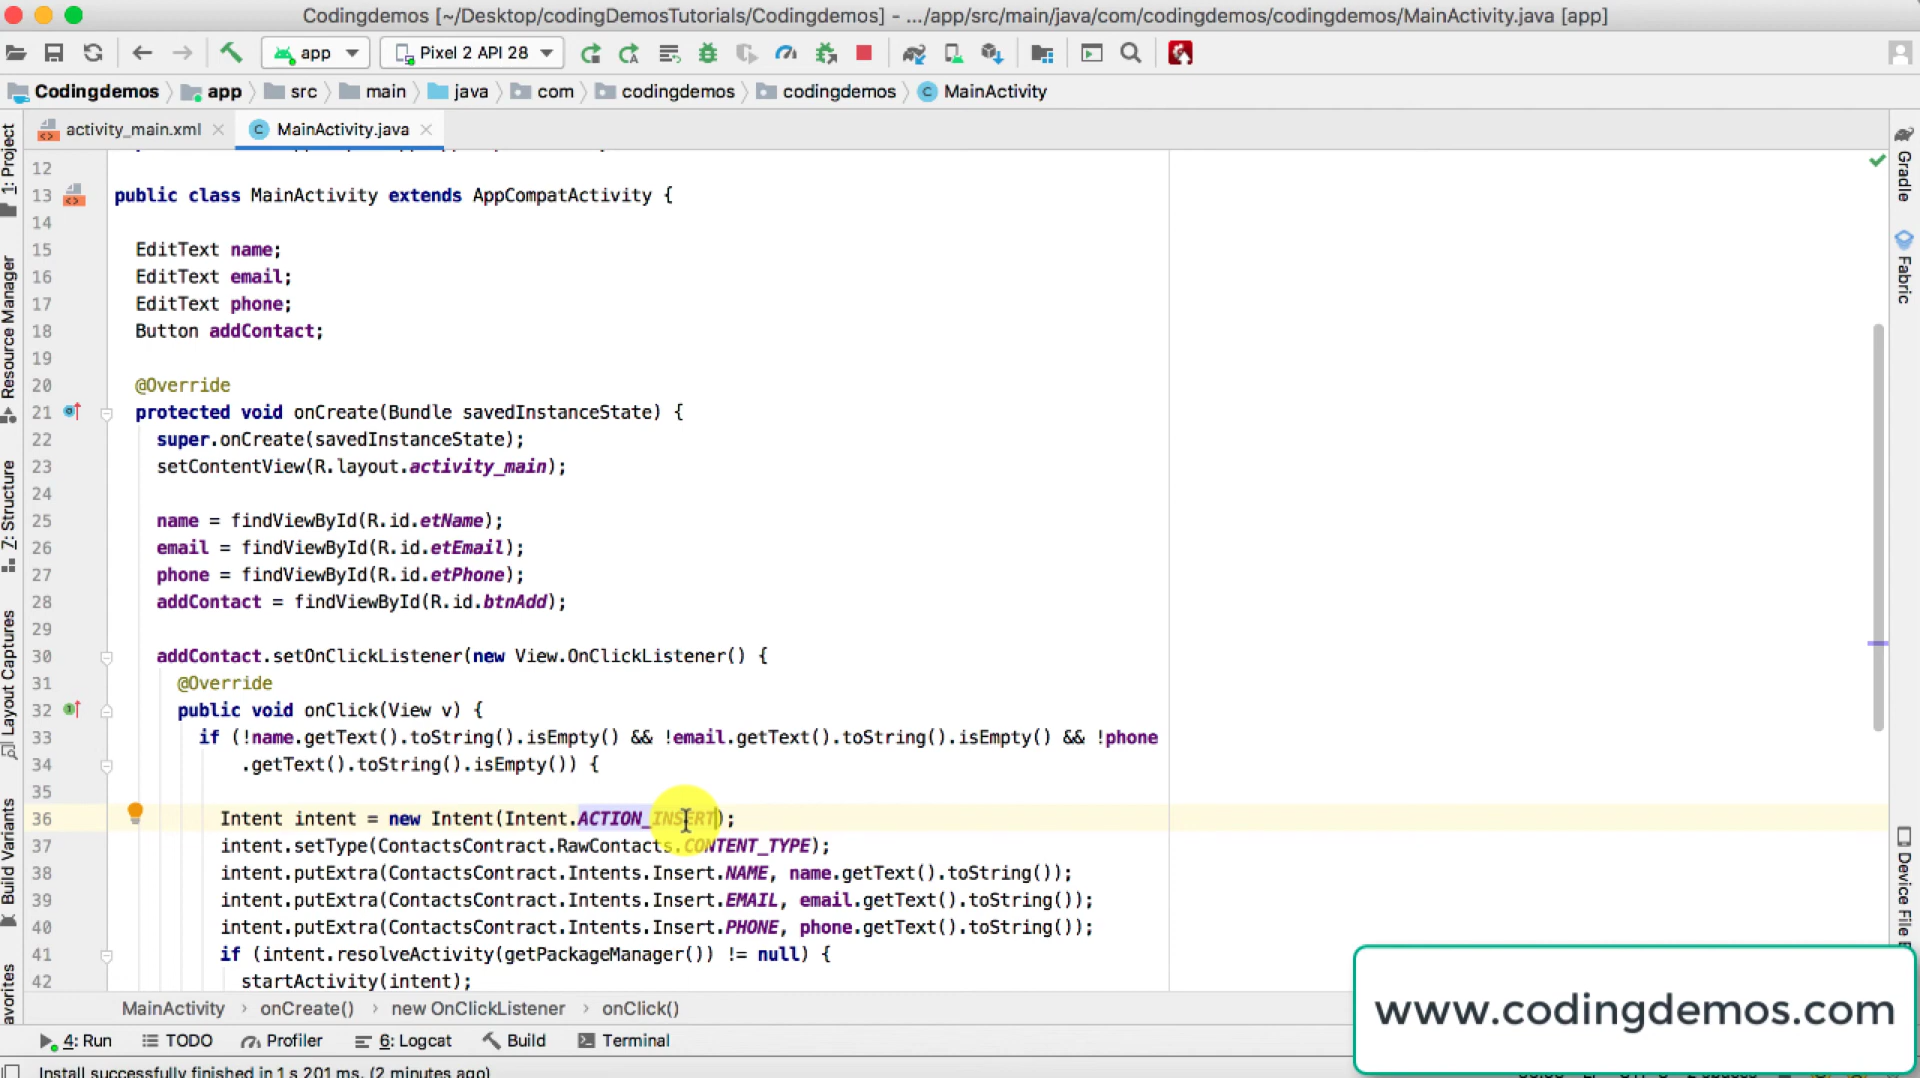 Codingdemos [~/Desktop/codingDemosTutorials/Codingdemos] - .../app/src/main/java/com/codingdemos/codingdemos/MainActivity.java [app]
app Pixel 2 API 28
Codingdemos app src main java com codingdemos codingdemos MainActivity
activity_main.xml MainActivity.java
1: Project
Resource Manager
Z: Structure
Layout Captures
Build Variants
Gradle
Fabric
12
13 public class MainActivity extends AppCompatActivity {
14
15 EditText name;
16 EditText email;
17 EditText phone;
18 Button addContact;
19
20 @Override
21 protected void onCreate(Bundle savedInstanceState) {
22 super.onCreate(savedInstanceState);
23 setContentView(R.layout.activity_main);
24
25 name = findViewById(R.id.etName);
26 email = findViewById(R.id.etEmail);
27 phone = findViewById(R.id.etPhone);
28 addContact = findViewById(R.id.btnAdd);
29
30 addContact.setOnClickListener(new View.OnClickListener() {
31 @Override
32 public void onClick(View v) {
33 if (!name.getText().toString().isEmpty() && !email.getText().toString().isEmpty() && !phone
34 .getText().toString().isEmpty()) {
35
36 Intent intent = new Intent(Intent.ACTION_INSERT);
37 intent.setType(ContactsContract.RawContacts.CONTENT_TYPE);
38 intent.putExtra(ContactsContract.Intents.Insert.NAME, name.getText().toString());
39 intent.putExtra(ContactsContract.Intents.Insert.EMAIL, email.getText().toString());
40 intent.putExtra(ContactsContract.Intents.Insert.PHONE, phone.getText().toString());
41 if (intent.resolveActivity(getPackageManager()) != null) {
42 startActivity(intent);
Device File
MainActivity > onCreate() > new OnClickListener > onClick()
4: Run TODO Profiler 6: Logcat Build Terminal
Install successfully finished in 1 s 201 ms. (2 minutes ago)
www.codingdemos.com